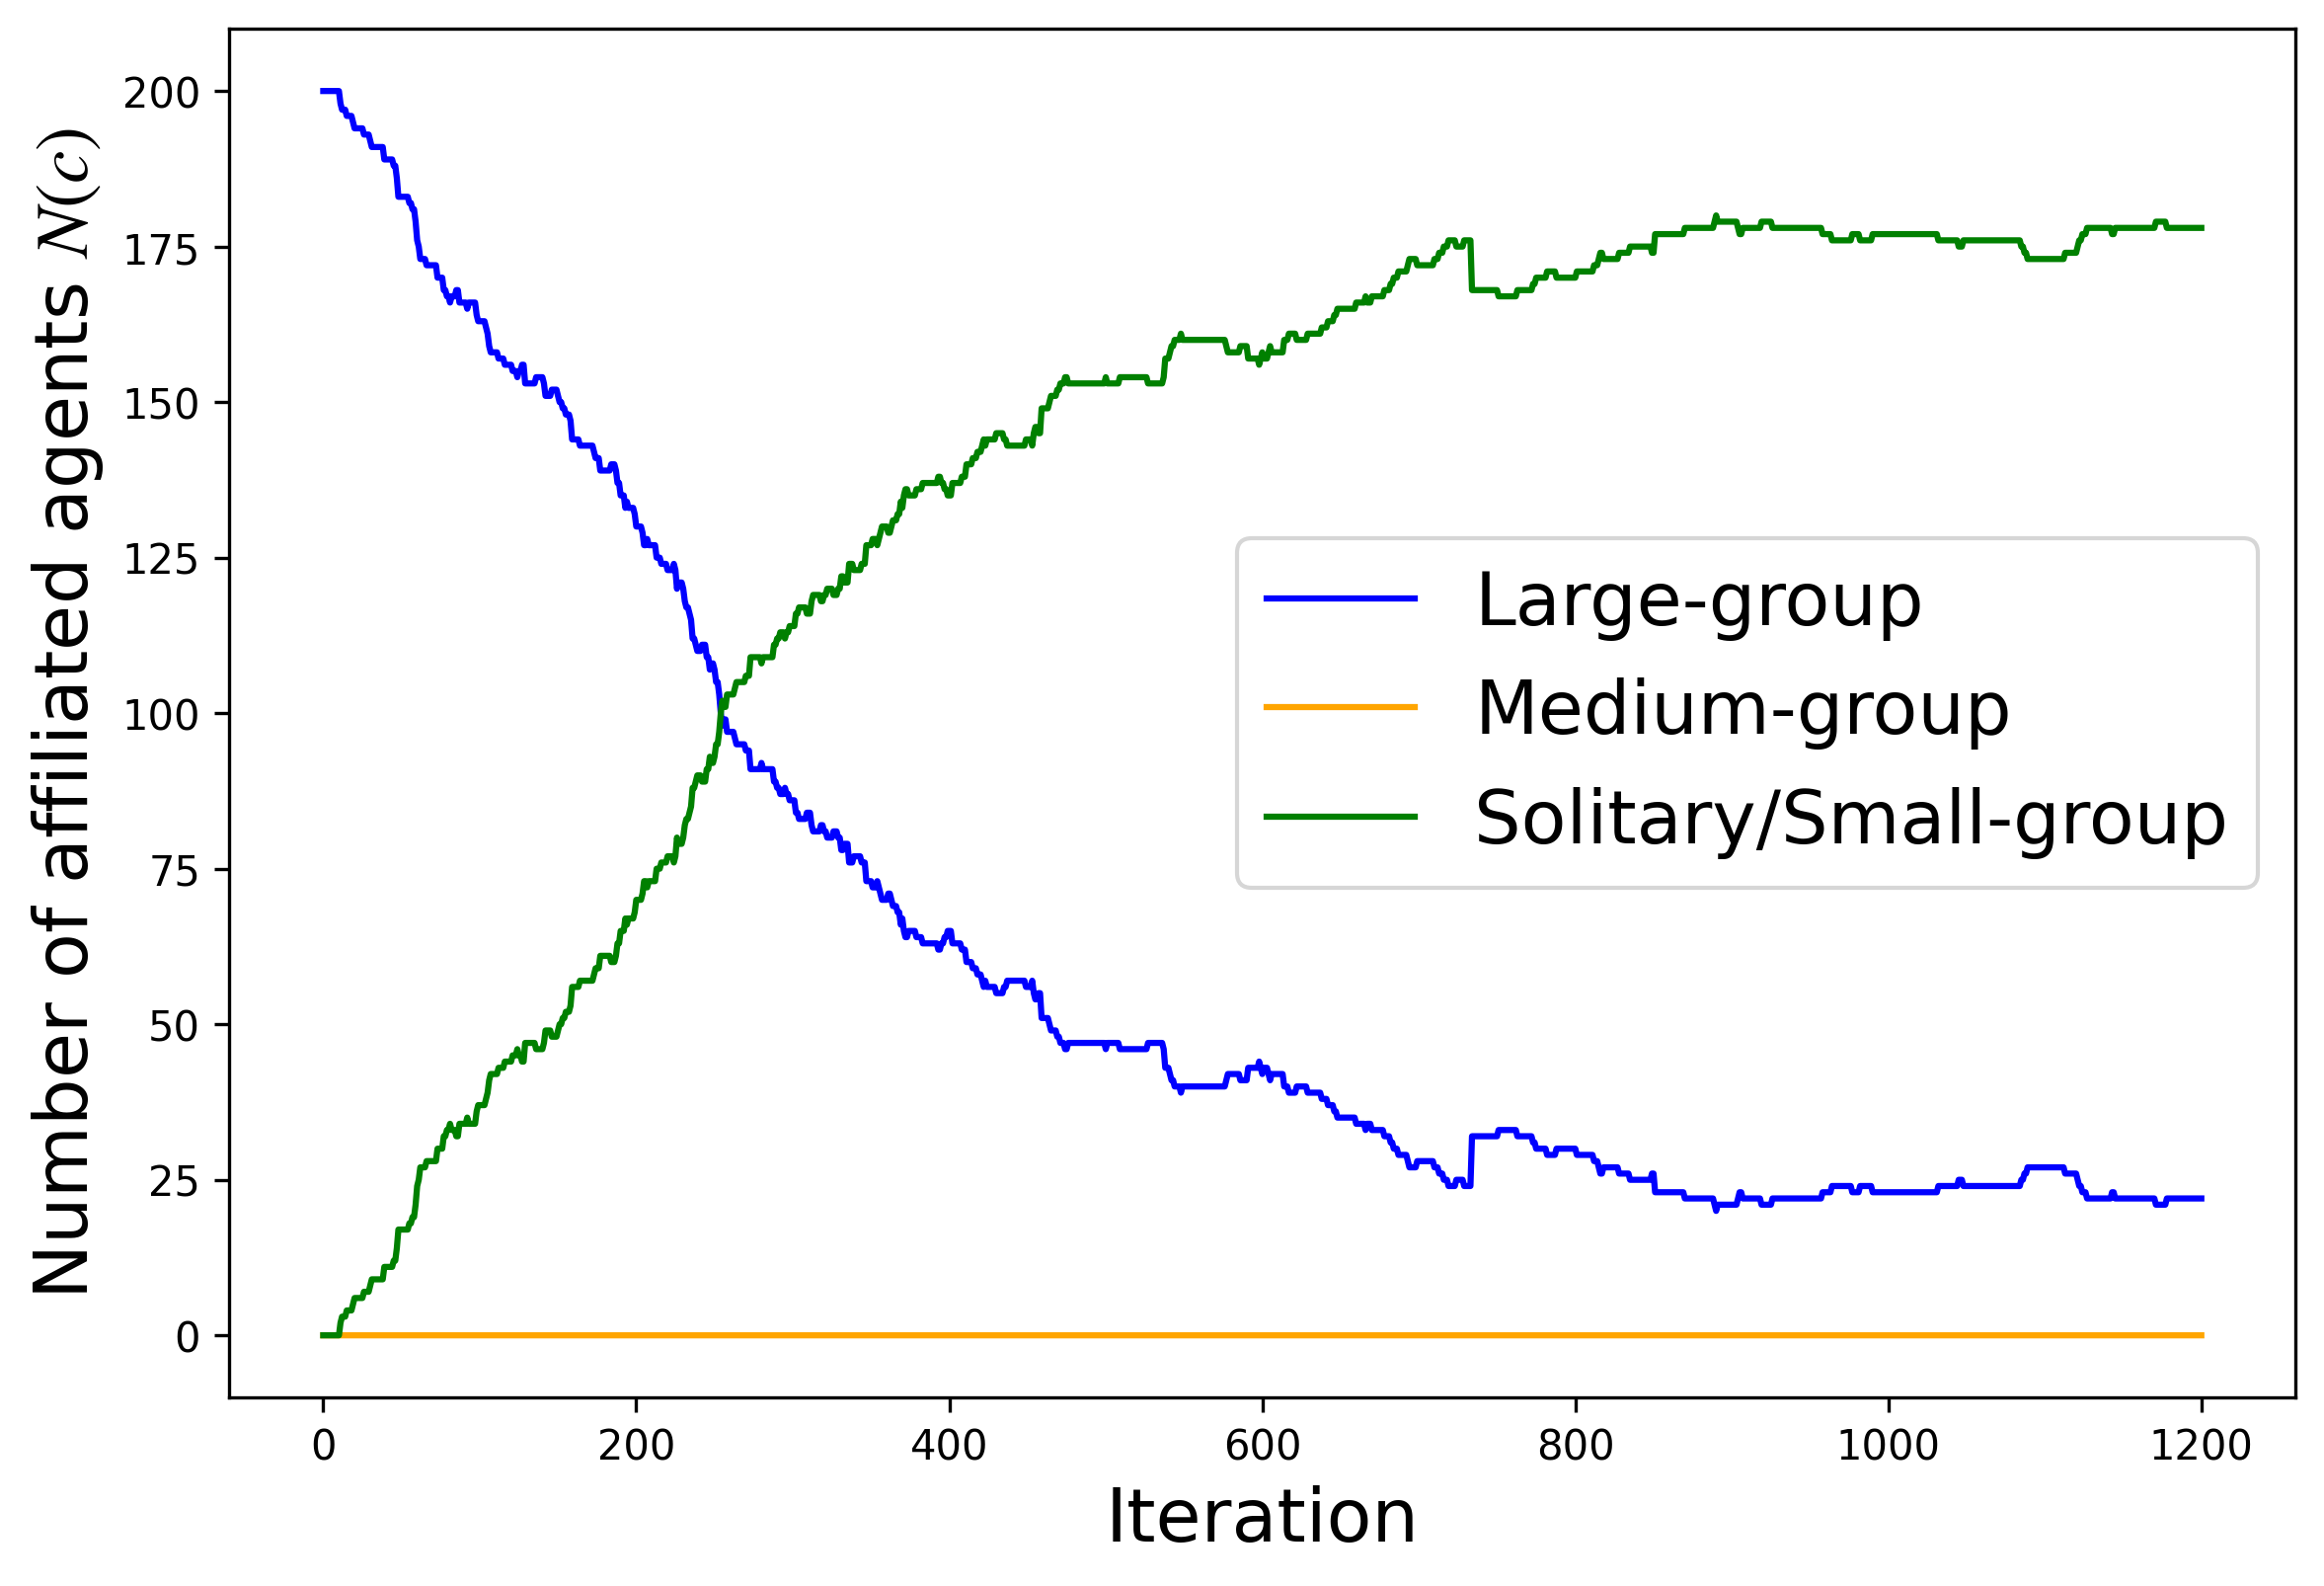 Number of affiliated agents N(c)
200
175
150
125
100
75
50
25
0
0 200 400 600 800 1000 1200
Iteration
Large-group
Medium-group
Solitary/Small-group